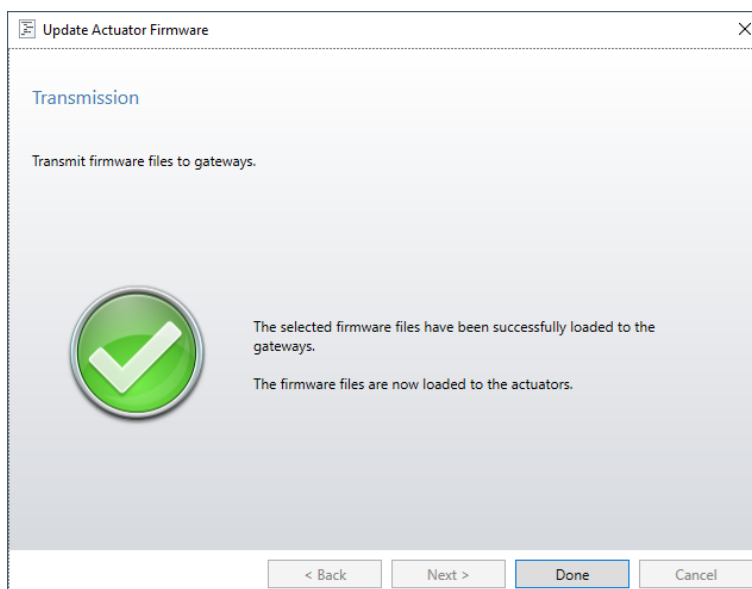 Update Actuator Firmware
Transmission
Transmit firmware files to gateways.
The selected firmware files have been successfully loaded to the
gateways.
The firmware files are now loaded to the actuators.
< Back
Next >
Done
Cancel